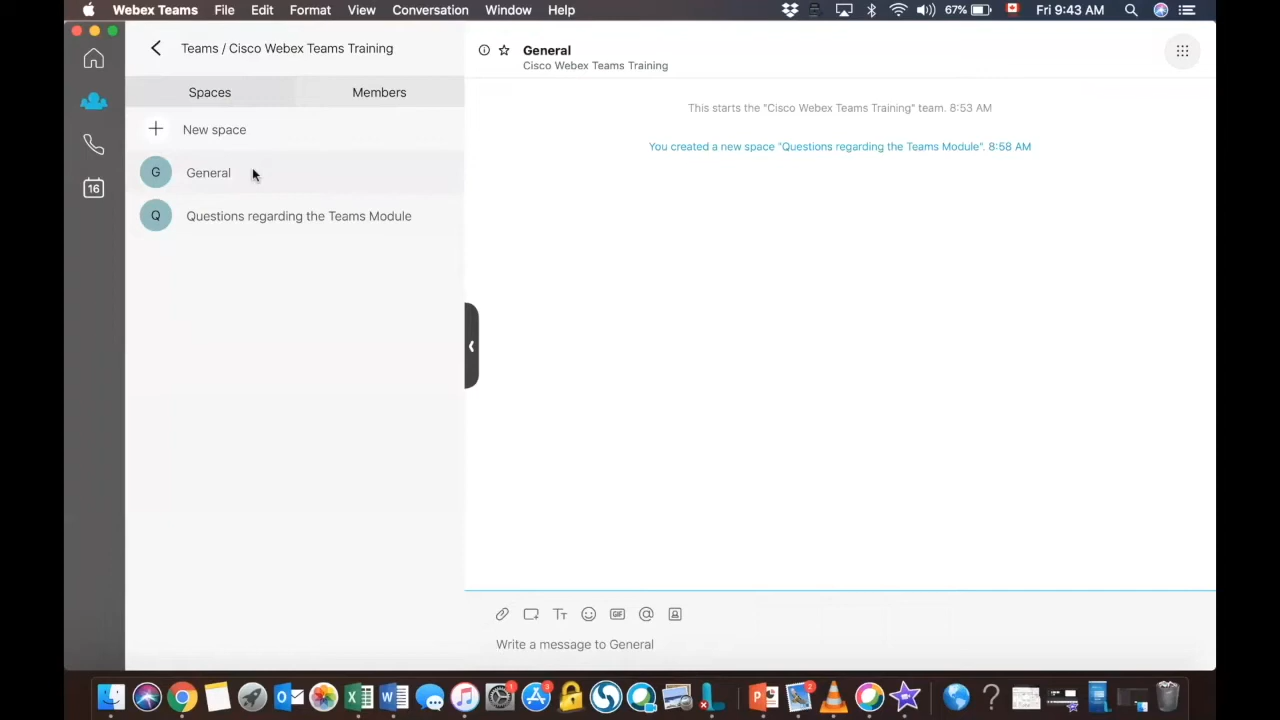 Webex Teams File Edit Format View Conversation Window Help 67% Fri 9:43 AM
Teams / Cisco Webex Teams Training
General
Cisco Webex Teams Training
Spaces Members
This starts the "Cisco Webex Teams Training" team. 8:53 AM
New space
You created a new space "Questions regarding the Teams Module". 8:58 AM
G General
16
Q Questions regarding the Teams Module
GIF
Write a message to General